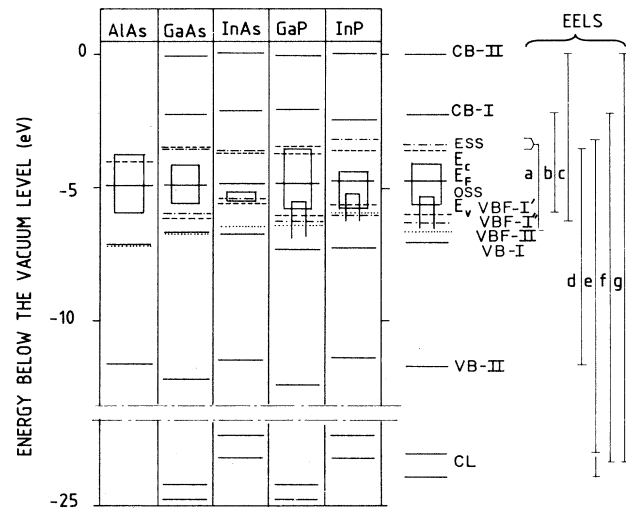 AlAs GaAs InAs GaP InP
EELS
ENERGY BELOW THE VACUUM LEVEL (eV)
0
-5
-10
-25
CB-II
CB-I
ESS
Ec
EF
OSS
Ev VBF-I'
VBF-I"
VBF-II
VB-I
VB-II
CL
a b c
d e f g